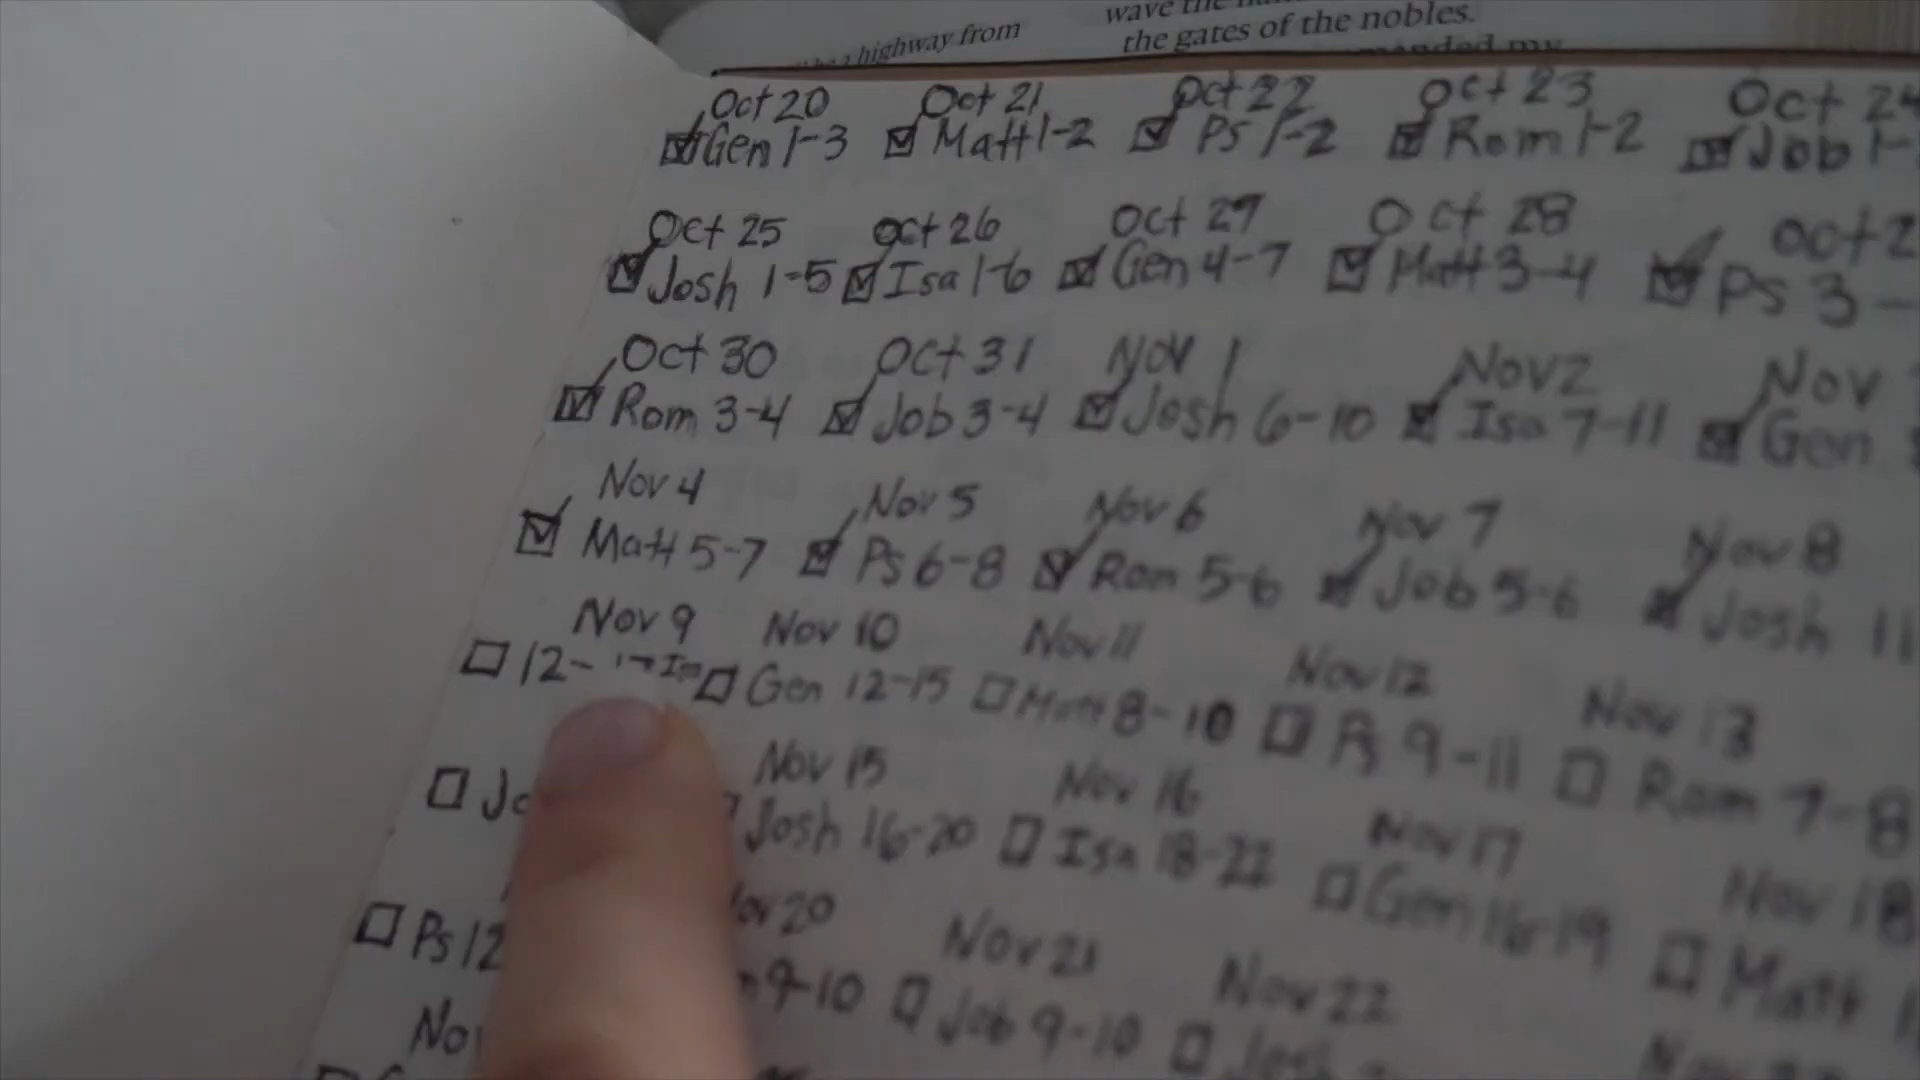 a highway from
wave the
the gates of the nobles.
my
Oct 20 Oct 21 Oct 22 Oct 23 Oct 24
Gen 1-3 Matt 1-2 Ps 1-2 Rom 1-2 Job 1-
Oct 25 Oct 26 Oct 29 Oct 28 Oct 2
Josh 1-5 Isa 1-6 Gen 4-7 Matt 3-4 Ps 3-
Oct 30 Oct 31 Nov 1 Nov 2 Nov
Rom 3-4 Job 3-4 Josh 6-10 Isa 7-11 Gen
Nov 4 Nov 5 Nov 6 Nov 7 Nov 8
Matt 5-7 Ps 6-8 Rom 5-6 Job 5-6 Josh 11
Nov 9 Nov 10 Nov 11 Nov 12 Nov 13
12- Gen 12-15 Matt 8-10 Ps 9-11 Rom 7-8
Nov 15 Nov 16 Nov 17 Nov 18
Josh 16-20 Isa 18-22 Gen 16-19 Matt 1
20 Nov 21 Nov 22
Ps 12 9-10 Job 9-10 Josh